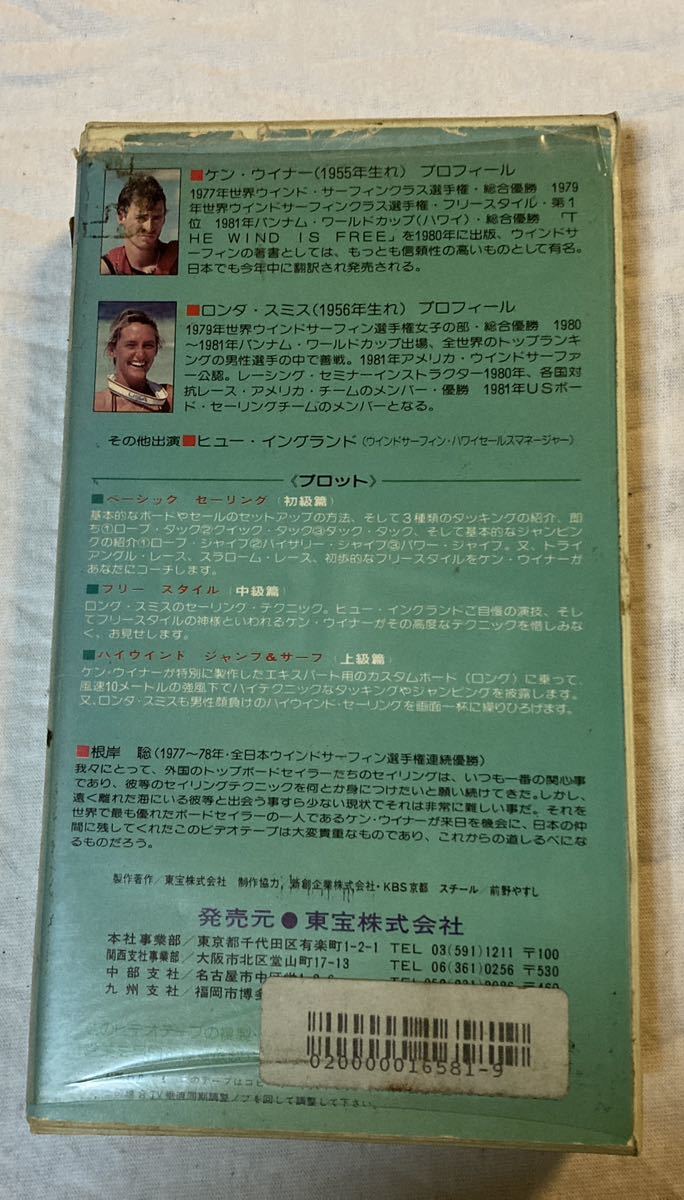 ■ケン・ウイナー(1955年生れ) プロフィール
1977年世界ウインド・サーフィンクラス選手権・総合優勝 1979
年世界ウインドサーフィンクラス選手権・フリースタイル・第1
位 1981年パンナム・ワールドカップ(ハワイ)・総合優勝 「T
HE WIND IS FREE」を1980年に出版、ウインドサ
ーフィンの著書としては、もっとも信頼性の高いものとして有名。
日本でも今年中に翻訳され発売される。
■ロンダ・スミス(1956年生れ) プロフィール
1979年世界ウインドサーフィン選手権女子の部・総合優勝 1980
〜1981年パンナム・ワールドカップ出場、全世界のトップランキ
ングの男性選手の中で善戦。1981年アメリカ・ウインドサーファ
ー公認。レーシング・セミナーインストラクター1980年、各国対
抗レース・アメリカ・チームのメンバー・優勝 1981年USボー
ド・セーリングチームのメンバーとなる。
その他出演■ヒュー・イングランド(ウインドサーフィン・ハワイセールスマネージャー)
《プロット》
■ベーシック セーリング(初級篇)
基本的なボードやセールのセットアップの方法、そして3種類のタッキングの紹介、即
ち①ロープ・タック②クイック・タック③ダック・タック、そして基本的なジャンピン
グの紹介①ロープ・ジャイブ②バイザリー・ジャイブ③パワー・ジャイブ。又、トライ
アングル・レース、スラローム・レース、初歩的なフリースタイルをケン・ウイナーが
あなたにコーチします。
■フリー スタイル(中級篇)
ロング・スミスのセーリング・テクニック。ヒュー・イングランドご自慢の演技、そし
てフリースタイルの神様といわれるケン・ウイナーがその高度なテクニックを惜しみな
く、お見せします。
■ハイウインド ジャンプ&サーフ(上級篇)
ケン・ウイナーが特別に製作したエキスパート用のカスタムボード(ロング)に乗って、
風速10メートルの強風下でハイテクニックなタッキングやジャンピングを披露します。
又、ロンダ・スミスも男性顔負けのハイウインド・セーリングを画面一杯に繰りひろげます。
■根岸 聡(1977〜78年・全日本ウインドサーフィン選手権連続優勝)
我々にとって、外国のトップボードセイラーたちのセイリングは、いつも一番の関心事
であり、彼等のセイリングテクニックを何とか身につけたいと願い続けてきた。しかし、
遠く離れた海にいる彼等と出会う事すら少ない現状でそれは非常に難しい事だ。それを
世界で最も優れたボードセイラーの一人であるケン・ウイナーが来日を機会に、日本の仲
間に残してくれたこのビデオテープは大変貴重なものであり、これからの道しるべにな
るものだろう。
製作著作/東宝株式会社 制作協力/新創企業株式会社・KBS京都 スチール/前野やすし
発売元●東宝株式会社
本社事業部/東京都千代田区有楽町1-2-1 TEL 03(591)1211 〒100
関西支社事業部/大阪市北区堂山町17-13 TEL 06(361)0256 〒530
中部支社/名古屋市中区
九州支社/福岡市博多
このビデオテープの複製・
020000016581-9
このテープはコピ
TV垂直同期調整ノブを回して調整して下さい。